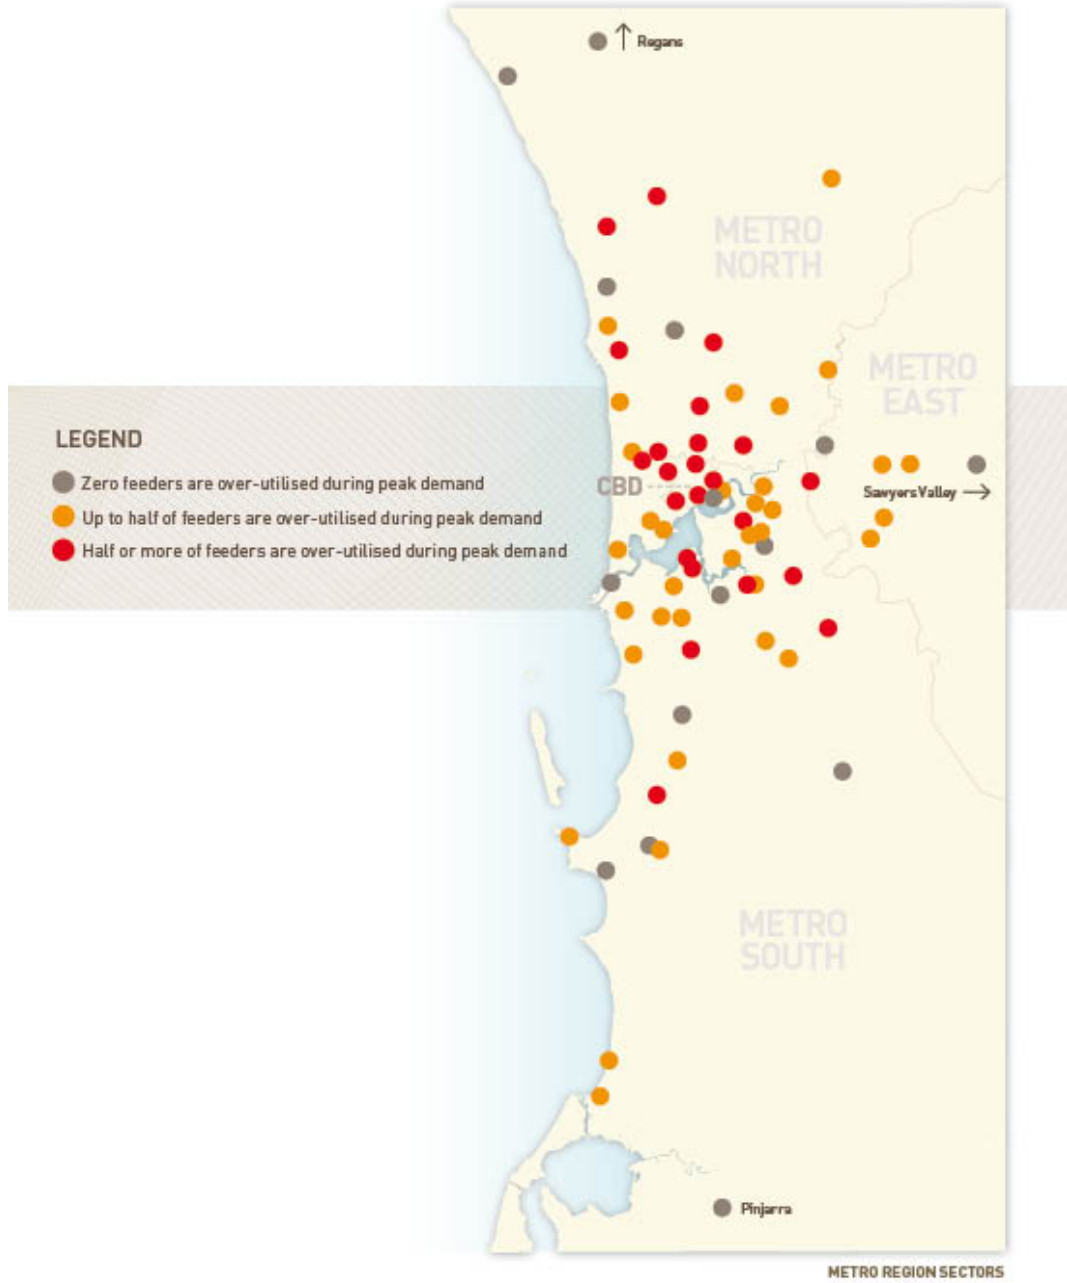 Regans
METRO
NORTH
METRO
EAST
LEGEND
Zero feeders are over-utilised during peak demand
CBD
Sawyers Valley
Up to half of feeders are over-utilised during peak demand
Half or more of feeders are over-utilised during peak demand
METRO
SOUTH
Pinjarra
METRO REGION SECTORS